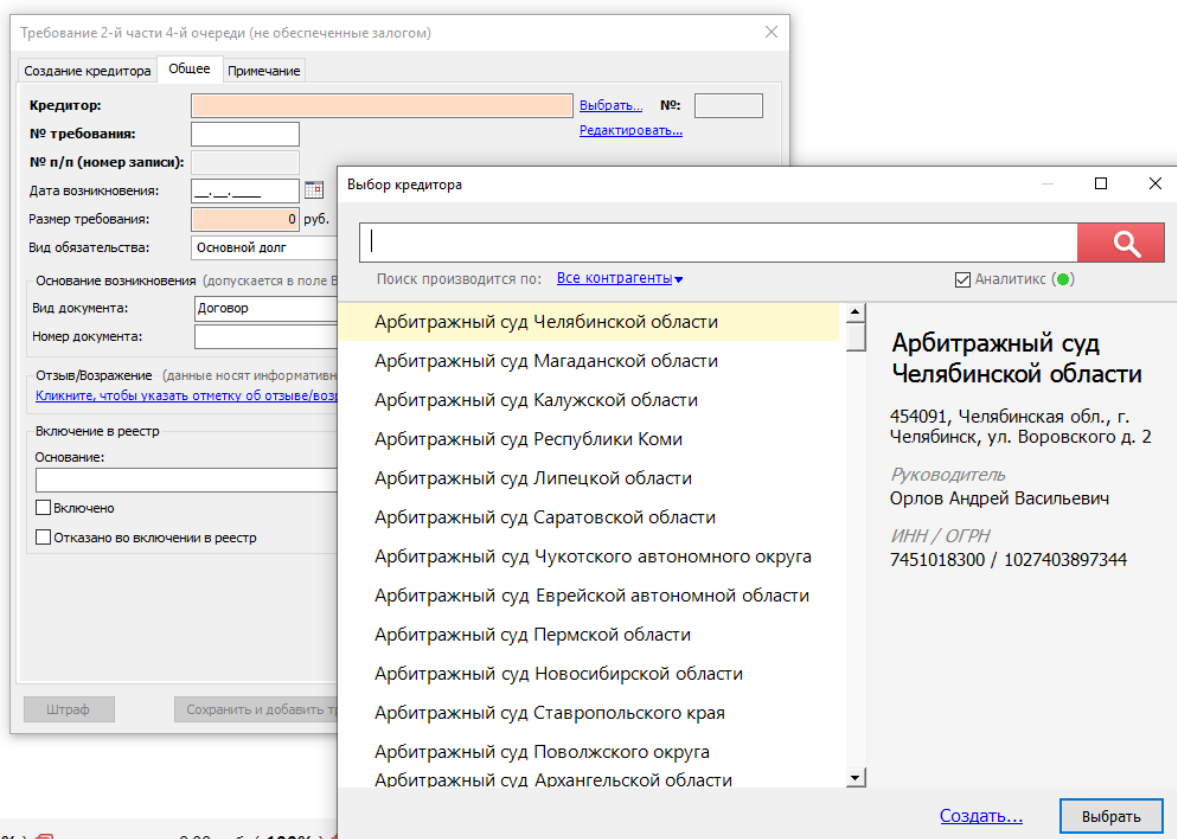 Требование 2-й части 4-й очереди (не обеспеченные залогом)
Создание кредитора Общее Примечание
Кредитор: Выбрать... №:
№ требования: Редактировать...
№ п/п (номер записи):
Дата возникновения: __.__.____
Размер требования: 0 руб.
Вид обязательства: Основной долг
Основание возникновения (допускается в поле
Вид документа: Договор
Номер документа:
Отзыв/Возражение (данные носят
Кликните, чтобы указать отметку об
Включение в реестр
Основание:
Включено
Отказано во включении в реестр
Штраф Сохранить и добавить
Выбор кредитора
Поиск производится по: Все контрагенты Аналитикс ( )
Арбитражный суд Челябинской области
Арбитражный суд Магаданской области
Арбитражный суд Калужской области
Арбитражный суд Республики Коми
Арбитражный суд Липецкой области
Арбитражный суд Саратовской области
Арбитражный суд Чукотского автономного округа
Арбитражный суд Еврейской автономной области
Арбитражный суд Пермской области
Арбитражный суд Новосибирской области
Арбитражный суд Ставропольского края
Арбитражный суд Поволжского округа
Арбитражный суд Архангельской области
Арбитражный суд
Челябинской области
454091, Челябинская обл., г.
Челябинск, ул. Воровского д. 2
Руководитель
Орлов Андрей Васильевич
ИНН / ОГРН
7451018300 / 1027403897344
Создать... Выбрать